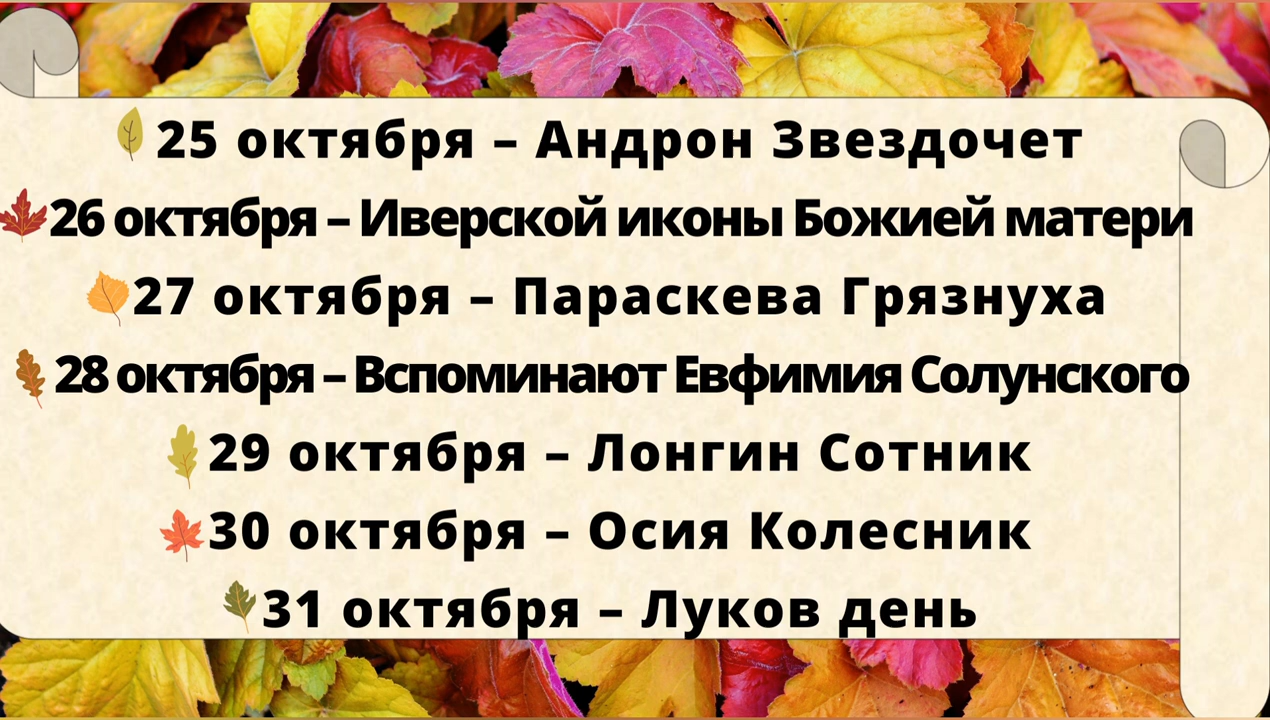 25 октября – Андрон Звездочет
26 октября – Иверской иконы Божией матери
27 октября – Параскева Грязнуха
28 октября – Вспоминают Евфимия Солунского
29 октября – Лонгин Сотник
30 октября – Осия Колесник
31 октября – Луков день